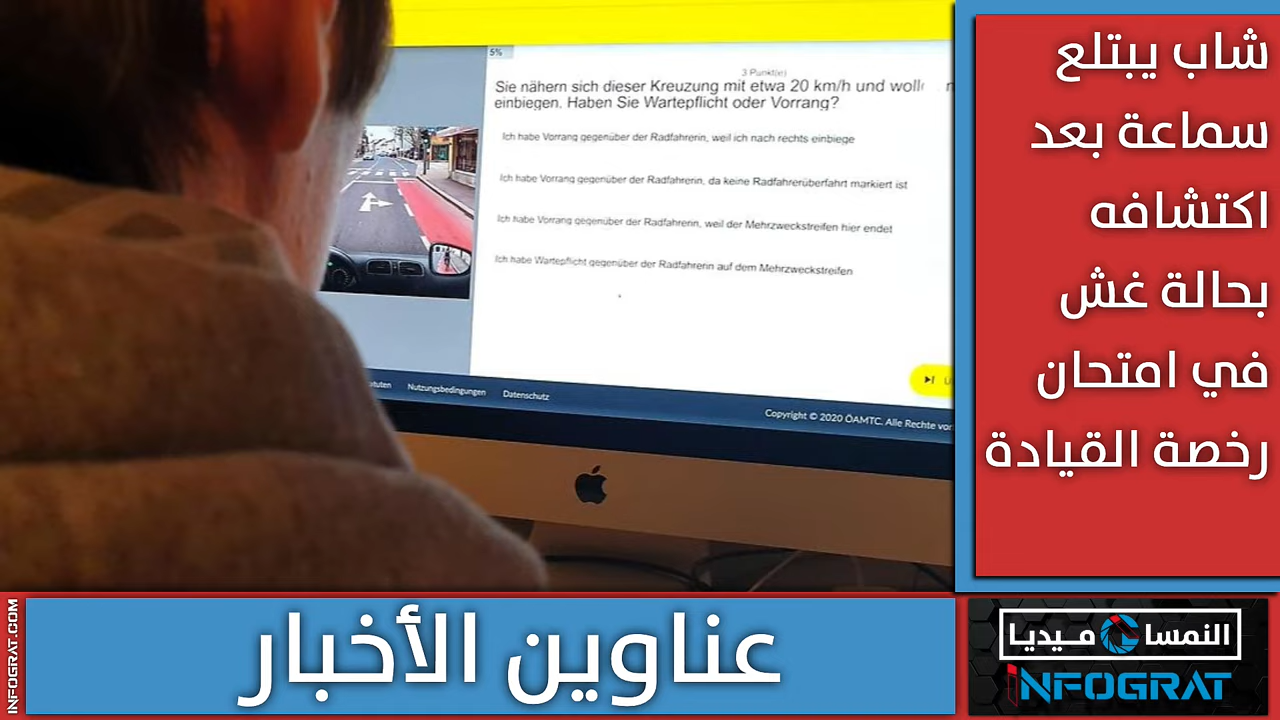 شاب يبتلع
سماعة بعد
اكتشافه
بحالة غش
في امتحان
رخصة القيادة
5%
3 Punkt(e)
Sie nähern sich dieser Kreuzung mit etwa 20 km/h und
einbiegen. Haben Sie Wartepflicht oder Vorrang?
Ich habe Vorrang gegenüber der Radfahrerin, weil ich nach rechts einbiege
Ich habe Vorrang gegenüber der Radfahrerin, da keine Radfahrerüberfahrt markiert ist
Ich habe Vorrang gegenüber der Radfahrerin, weil der Mehrzweckstreifen hier endet
Ich habe Wartepflicht gegenüber der Radfahrerin auf dem Mehrzweckstreifen
Nutzungsbedingungen Datenschutz
Copyright © 2020 ÖAMTC. Alle Rechte
عناوين الأخبار
النمسا ميديا
INFOGRAT
INFOGRAT.COM